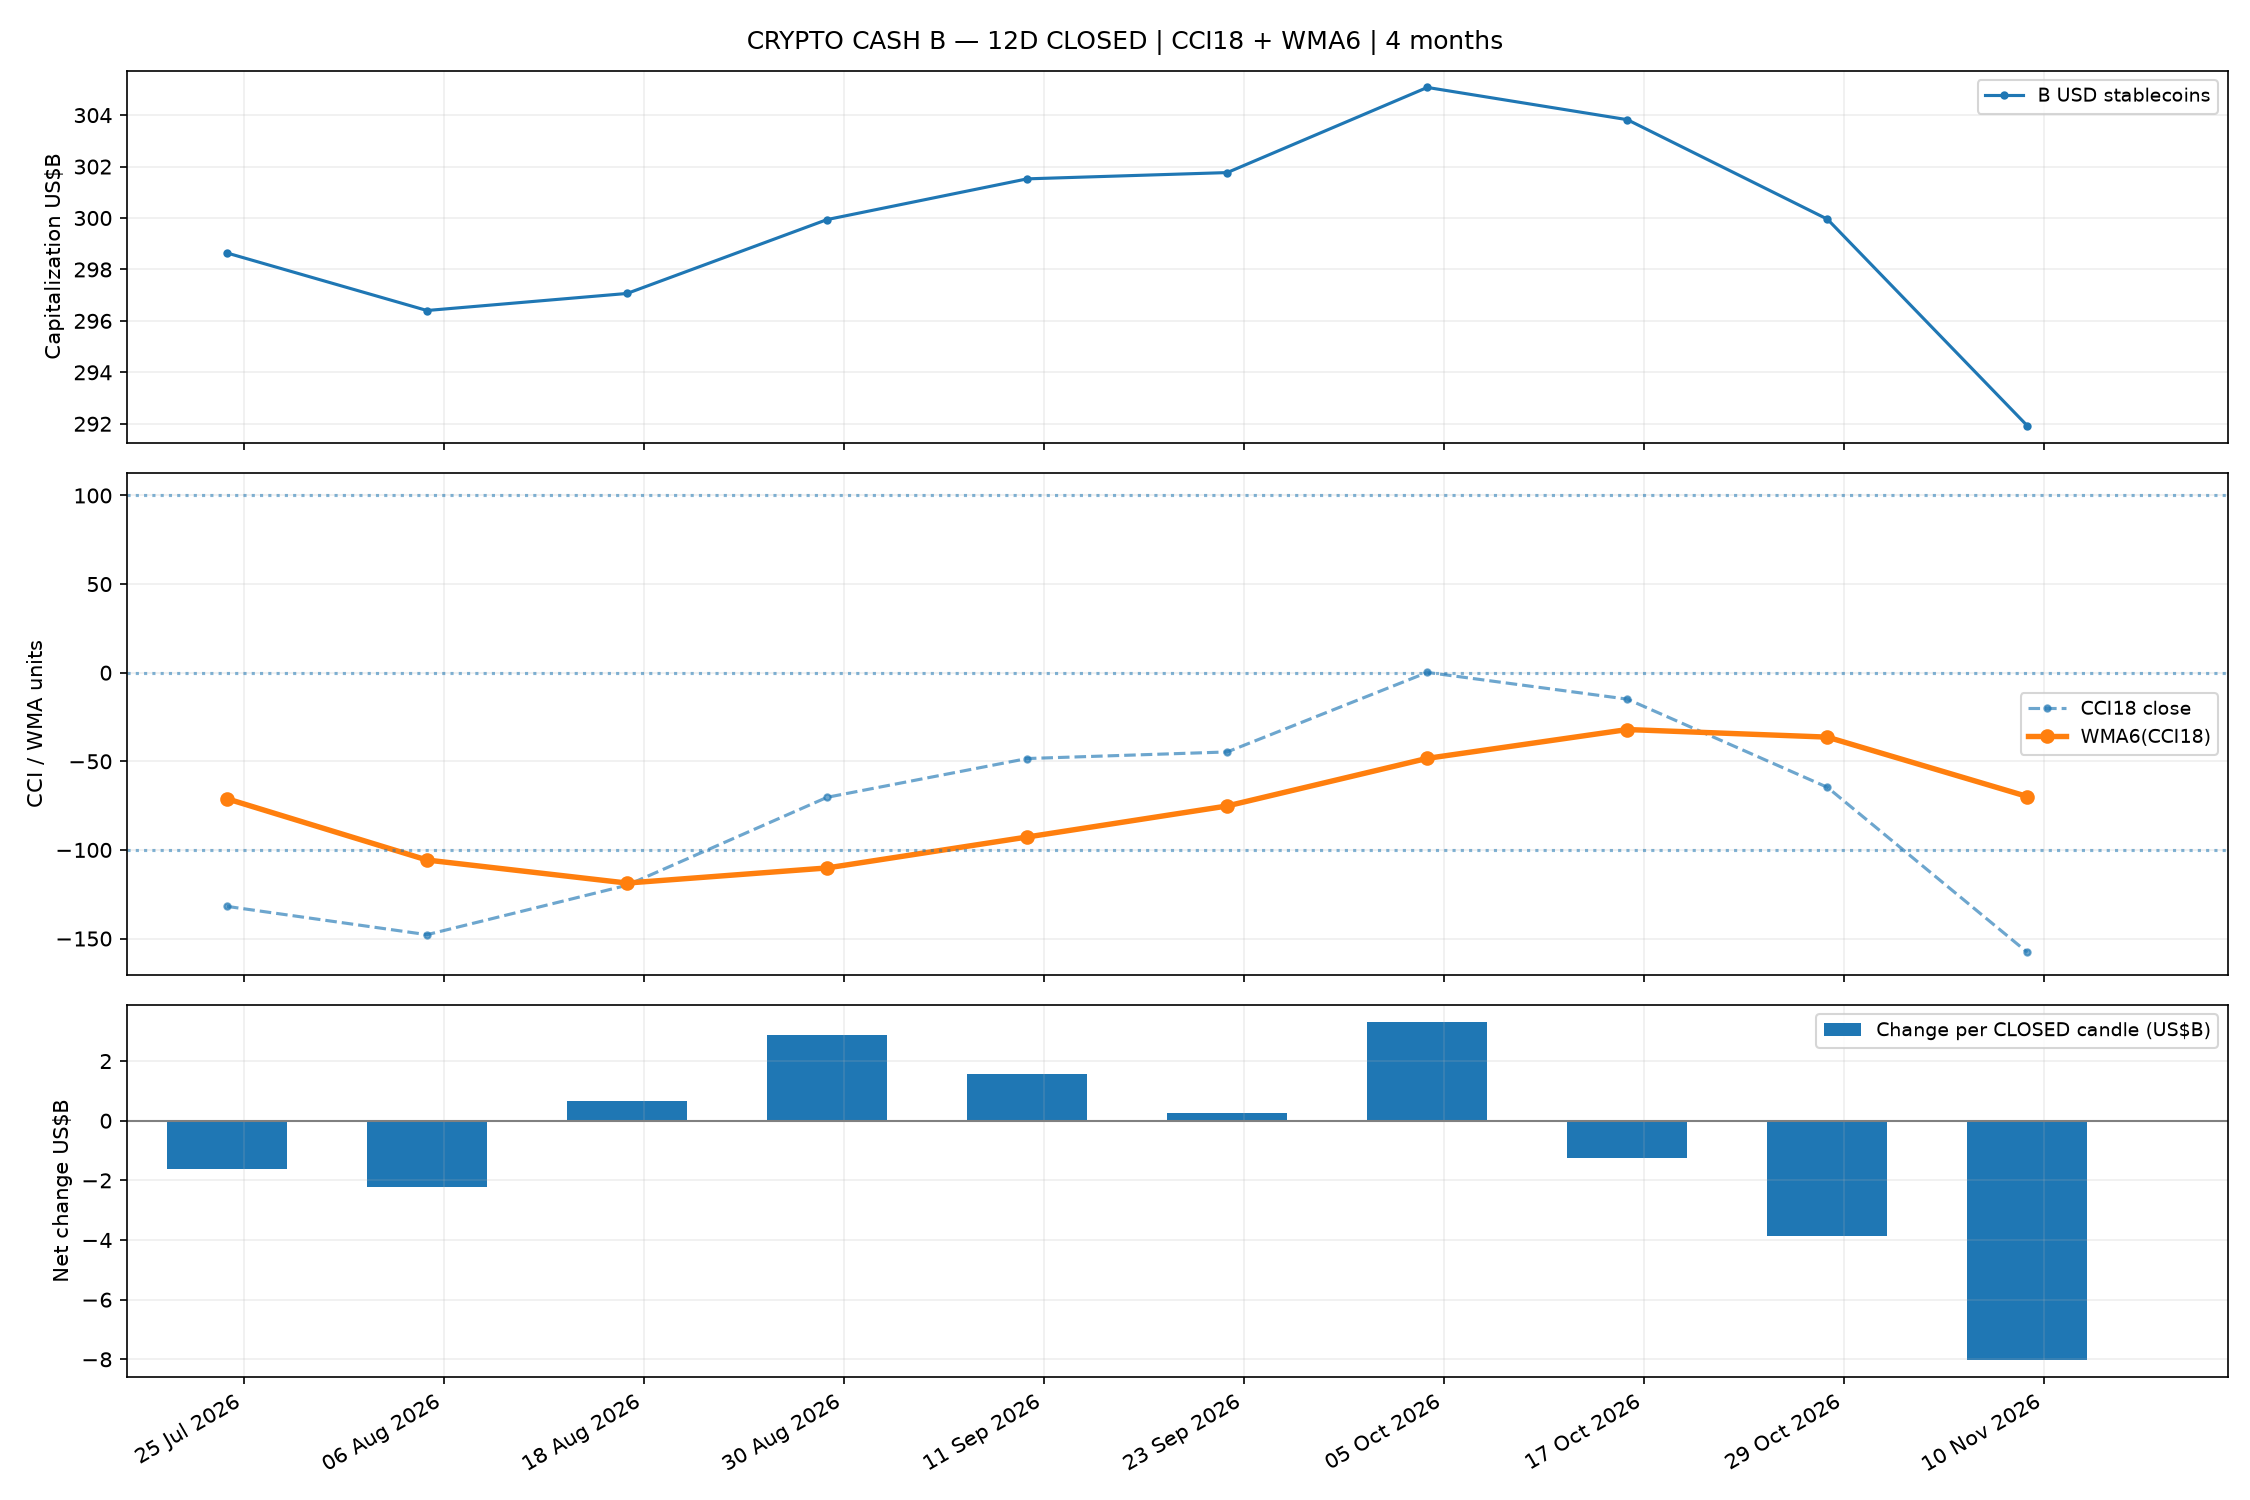 CRYPTO CASH B — 12D CLOSED | CCI18 + WMA6 | 4 months
Capitalization US$B
304
302
300
298
296
294
292
B USD stablecoins
CCI / WMA units
100
50
0
−50
−100
−150
CCI18 close
WMA6(CCI18)
Net change US$B
2
0
−2
−4
−6
−8
Change per CLOSED candle (US$B)
25 Jul 2026
06 Aug 2026
18 Aug 2026
30 Aug 2026
11 Sep 2026
23 Sep 2026
05 Oct 2026
17 Oct 2026
29 Oct 2026
10 Nov 2026